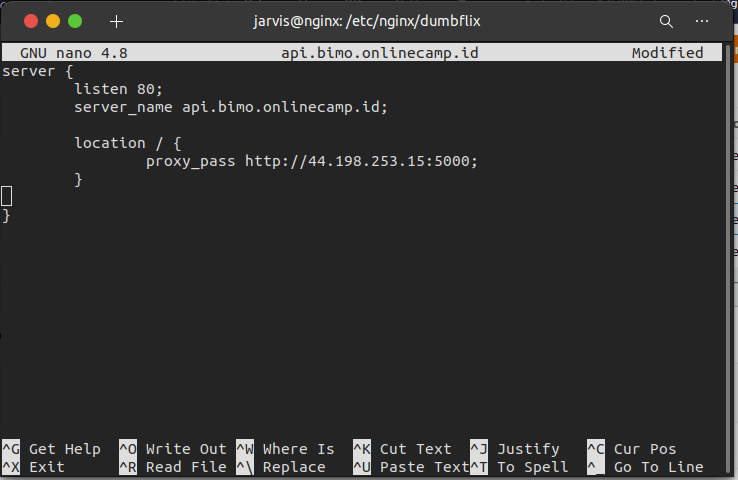 jarvis@nginx: /etc/nginx/dumbflix
GNU nano 4.8 api.bimo.onlinecamp.id Modified
server {
listen 80;
server_name api.bimo.onlinecamp.id;
location / {
proxy_pass http://44.198.253.15:5000;
}
}
^G Get Help ^O Write Out ^W Where Is ^K Cut Text ^J Justify ^C Cur Pos
^X Exit ^R Read File ^\ Replace ^U Paste Text ^T To Spell ^_ Go To Line